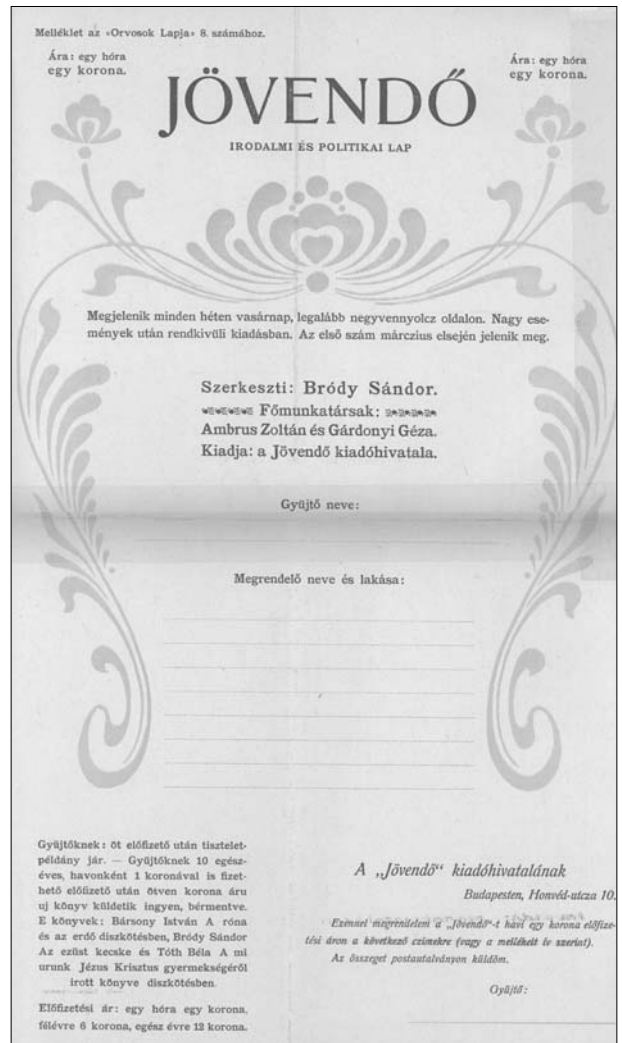 Melléklet az «Orvosok Lapja» 8. számához.
Ára: egy hóra
egy korona.
Ára: egy hóra
egy korona.
JÖVENDŐ
IRODALMI ÉS POLITIKAI LAP
Megjelenik minden héten vasárnap, legalább negyvennyolcz oldalon. Nagy ese-
mények után rendkivüli kiadásban. Az első szám márczius elsején jelenik meg.
Szerkeszti: Bródy Sándor.
Főmunkatársak:
Ambrus Zoltán és Gárdonyi Géza.
Kiadja: a Jövendő kiadóhivatala.
Gyűjtő neve:
Megrendelő neve és lakása:
Gyüjtőknek: öt előfizető után tisztelet-
példány jár. — Gyüjtőknek 10 egész-
éves, havonként 1 koronával is fizet-
hető előfizető után ötven korona áru
uj könyv küldetik ingyen, bérmentve.
E könyvek: Bársony István A róna
és az erdő diszkötésben, Bródy Sándor
Az ezüst kecske és Tóth Béla A mi
urunk Jézus Krisztus gyermekségéről
irott könyve diszkötésben.
Előfizetési ár: egy hóra egy korona,
félévre 6 korona, egész évre 12 korona.
A „Jövendő“ kiadóhivatalának
Budapesten, Honvéd-utcza 10.
Ezennel megrendelem a „Jövendő“-t havi egy korona előfize-
tési áron a következő czimekre (vagy a mellékelt iv szerint).
Az összeget postautalványon küldöm.
Gyüjtő: